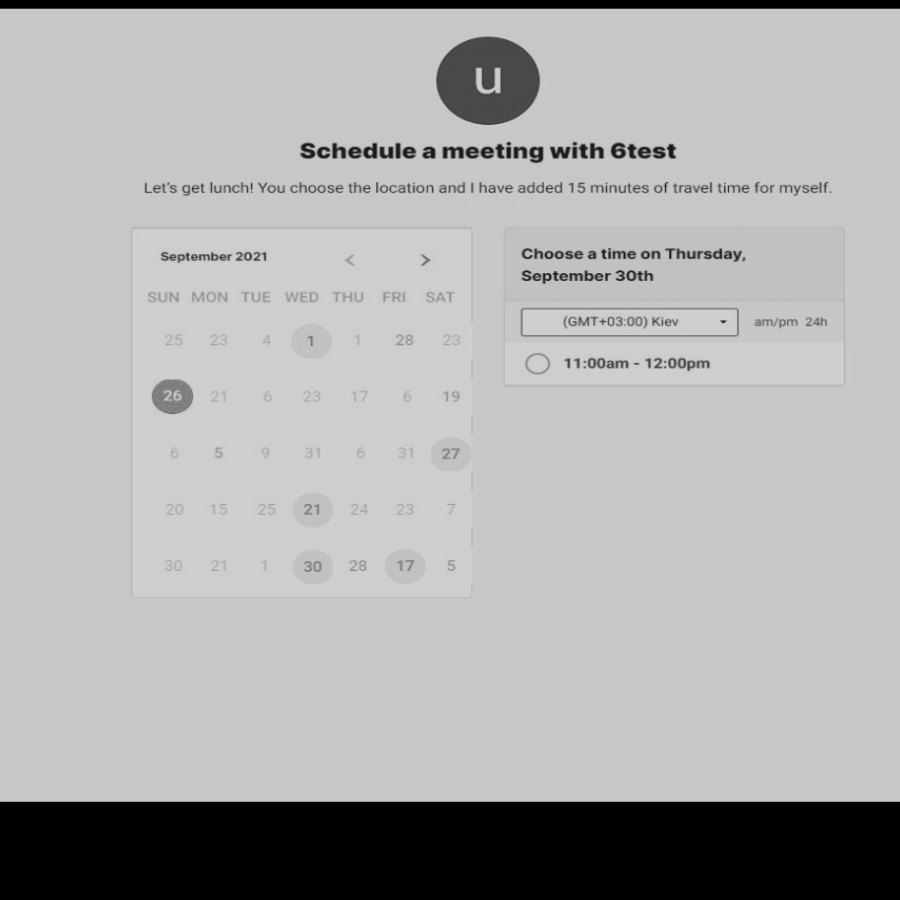 u
Schedule a meeting with 6test
Let's get lunch! You choose the location and I have added 15 minutes of travel time for myself.
September 2021 < >
SUN MON TUE WED THU FRI SAT
25 23 4 1 1 28 23
26 21 6 23 17 6 19
6 5 9 31 6 31 27
20 15 25 21 24 23 7
30 21 1 30 28 17 5
Choose a time on Thursday,
September 30th
(GMT+03:00) Kiev am/pm 24h
11:00am - 12:00pm